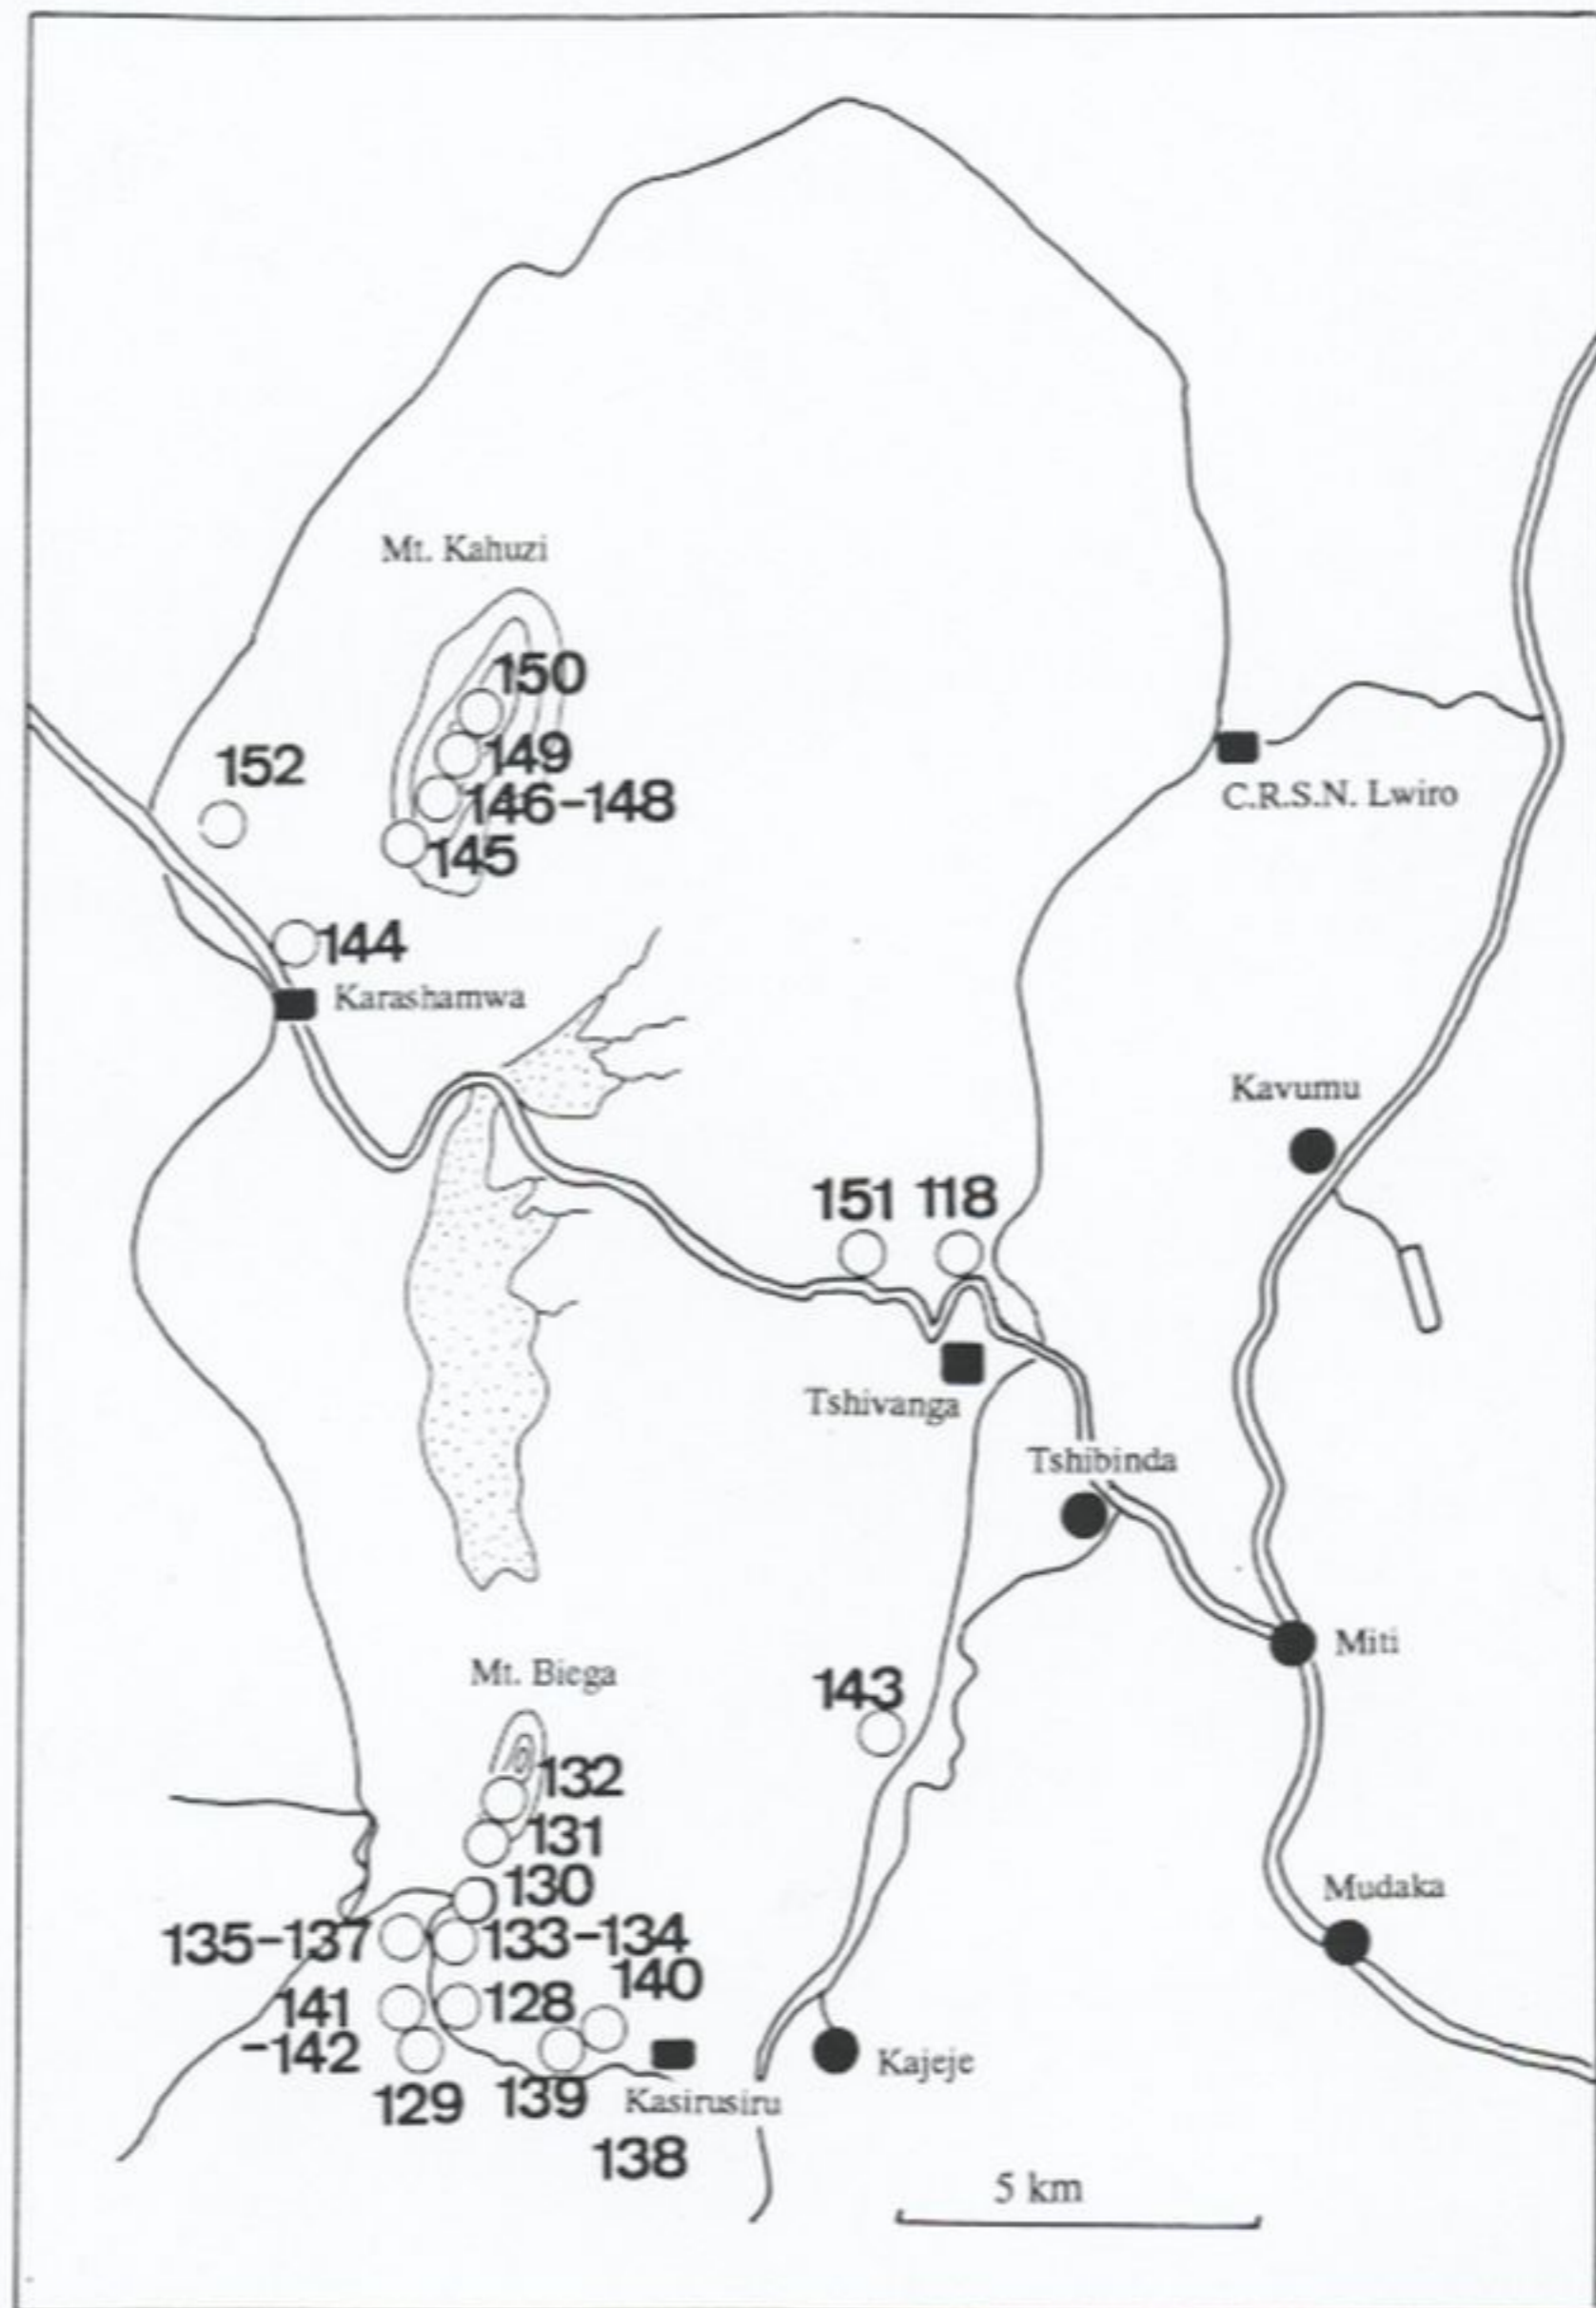 Mt. Kahuzi
150
149
152
146-148
C.R.S.N. Lwiro
145
144
Karashamwa
Kavumu
151
118
Tshivanga
Tshibinda
Miti
Mt. Biega
143
132
131
130
Mudaka
135-137
133-134
140
141
-142
128
Kajeje
129
139
Kasirusiru
138
5 km